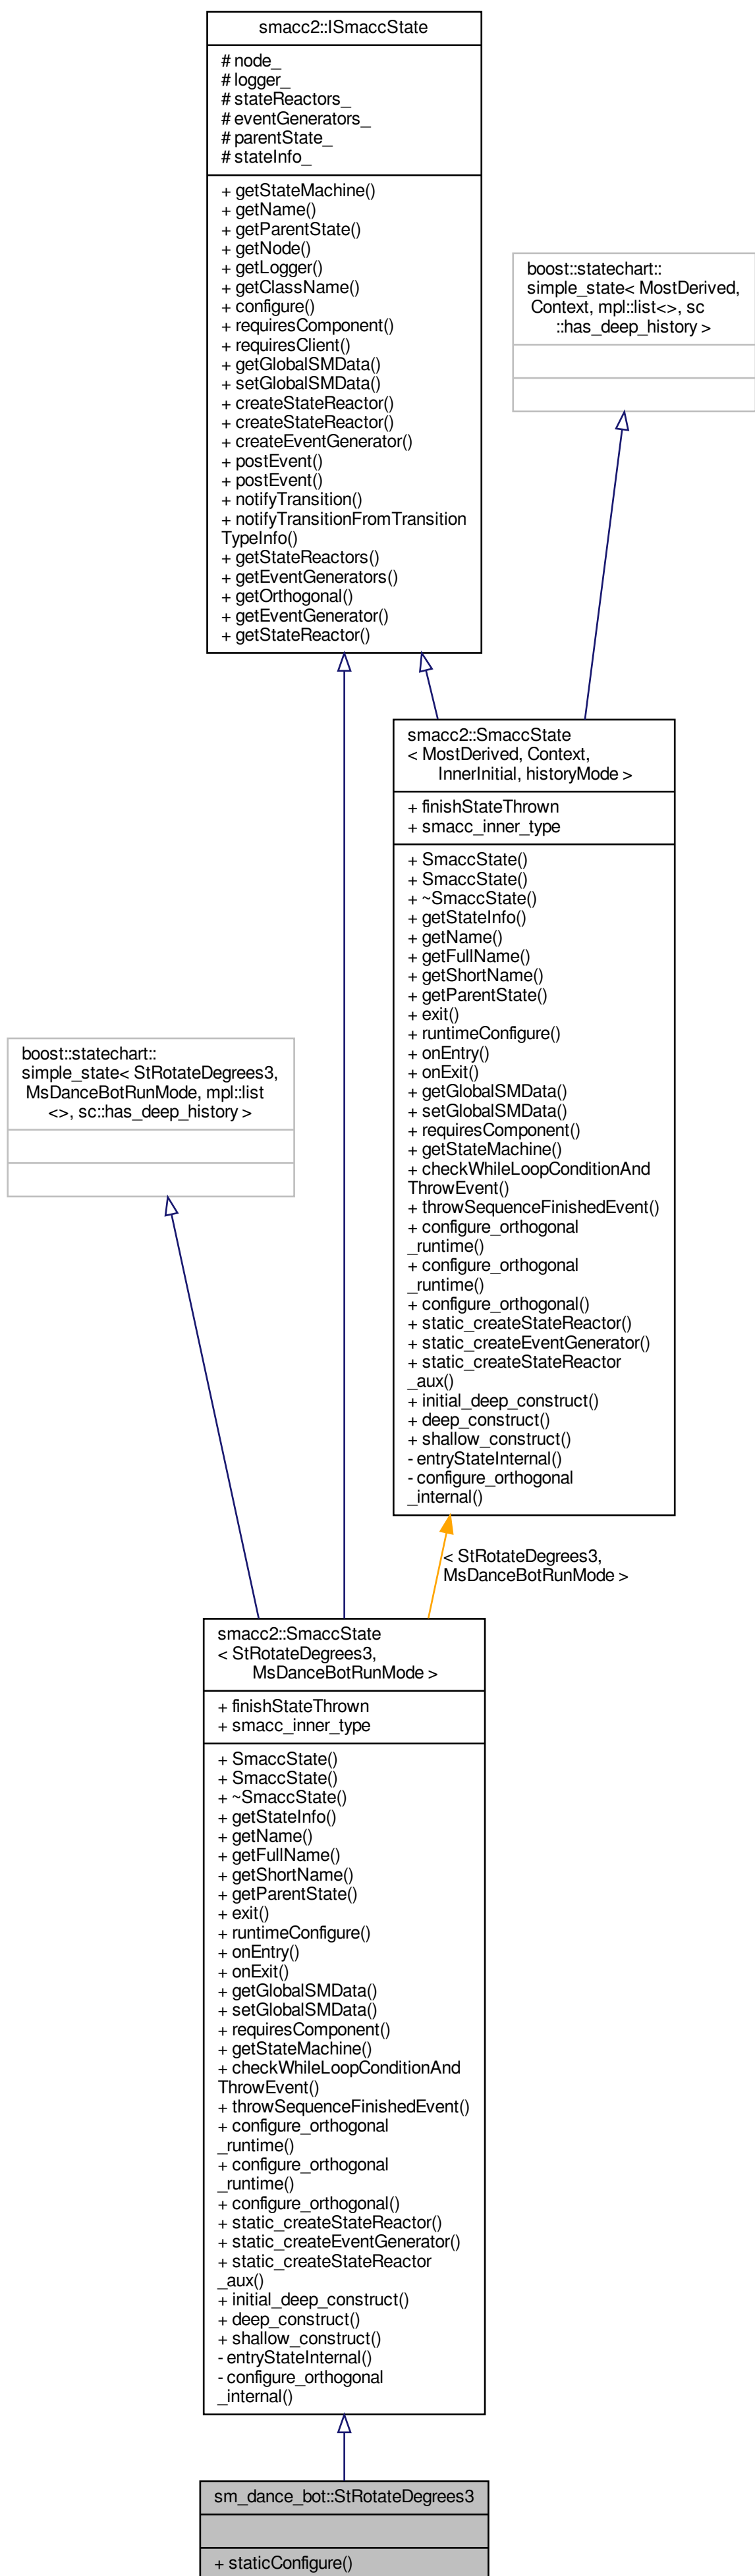 smacc2::ISmaccState
# node_
# logger_
# stateReactors_
# eventGenerators_
# parentState_
# stateInfo_
+ getStateMachine()
+ getName()
+ getParentState()
+ getNode()
+ getLogger()
+ getClassName()
+ configure()
+ requiresComponent()
+ requiresClient()
+ getGlobalSMData()
+ setGlobalSMData()
+ createStateReactor()
+ createStateReactor()
+ createEventGenerator()
+ postEvent()
+ postEvent()
+ notifyTransition()
+ notifyTransitionFromTransition
TypeInfo()
+ getStateReactors()
+ getEventGenerators()
+ getOrthogonal()
+ getEventGenerator()
+ getStateReactor()
boost::statechart::
simple_state< MostDerived,
Context, mpl::list<>, sc
::has_deep_history >
smacc2::SmaccState
< MostDerived, Context,
InnerInitial, historyMode >
+ finishStateThrown
+ smacc_inner_type
+ SmaccState()
+ SmaccState()
+ ~SmaccState()
+ getStateInfo()
+ getName()
+ getFullName()
+ getShortName()
+ getParentState()
+ exit()
+ runtimeConfigure()
+ onEntry()
+ onExit()
+ getGlobalSMData()
+ setGlobalSMData()
+ requiresComponent()
+ getStateMachine()
+ checkWhileLoopConditionAnd
ThrowEvent()
+ throwSequenceFinishedEvent()
+ configure_orthogonal
_runtime()
+ configure_orthogonal
_runtime()
+ configure_orthogonal()
+ static_createStateReactor()
+ static_createEventGenerator()
+ static_createStateReactor
_aux()
+ initial_deep_construct()
+ deep_construct()
+ shallow_construct()
- entryStateInternal()
- configure_orthogonal
_internal()
boost::statechart::
simple_state< StRotateDegrees3,
MsDanceBotRunMode, mpl::list
<>, sc::has_deep_history >
< StRotateDegrees3,
MsDanceBotRunMode >
smacc2::SmaccState
< StRotateDegrees3,
MsDanceBotRunMode >
+ finishStateThrown
+ smacc_inner_type
+ SmaccState()
+ SmaccState()
+ ~SmaccState()
+ getStateInfo()
+ getName()
+ getFullName()
+ getShortName()
+ getParentState()
+ exit()
+ runtimeConfigure()
+ onEntry()
+ onExit()
+ getGlobalSMData()
+ setGlobalSMData()
+ requiresComponent()
+ getStateMachine()
+ checkWhileLoopConditionAnd
ThrowEvent()
+ throwSequenceFinishedEvent()
+ configure_orthogonal
_runtime()
+ configure_orthogonal
_runtime()
+ configure_orthogonal()
+ static_createStateReactor()
+ static_createEventGenerator()
+ static_createStateReactor
_aux()
+ initial_deep_construct()
+ deep_construct()
+ shallow_construct()
- entryStateInternal()
- configure_orthogonal
_internal()
sm_dance_bot::StRotateDegrees3
+ staticConfigure()